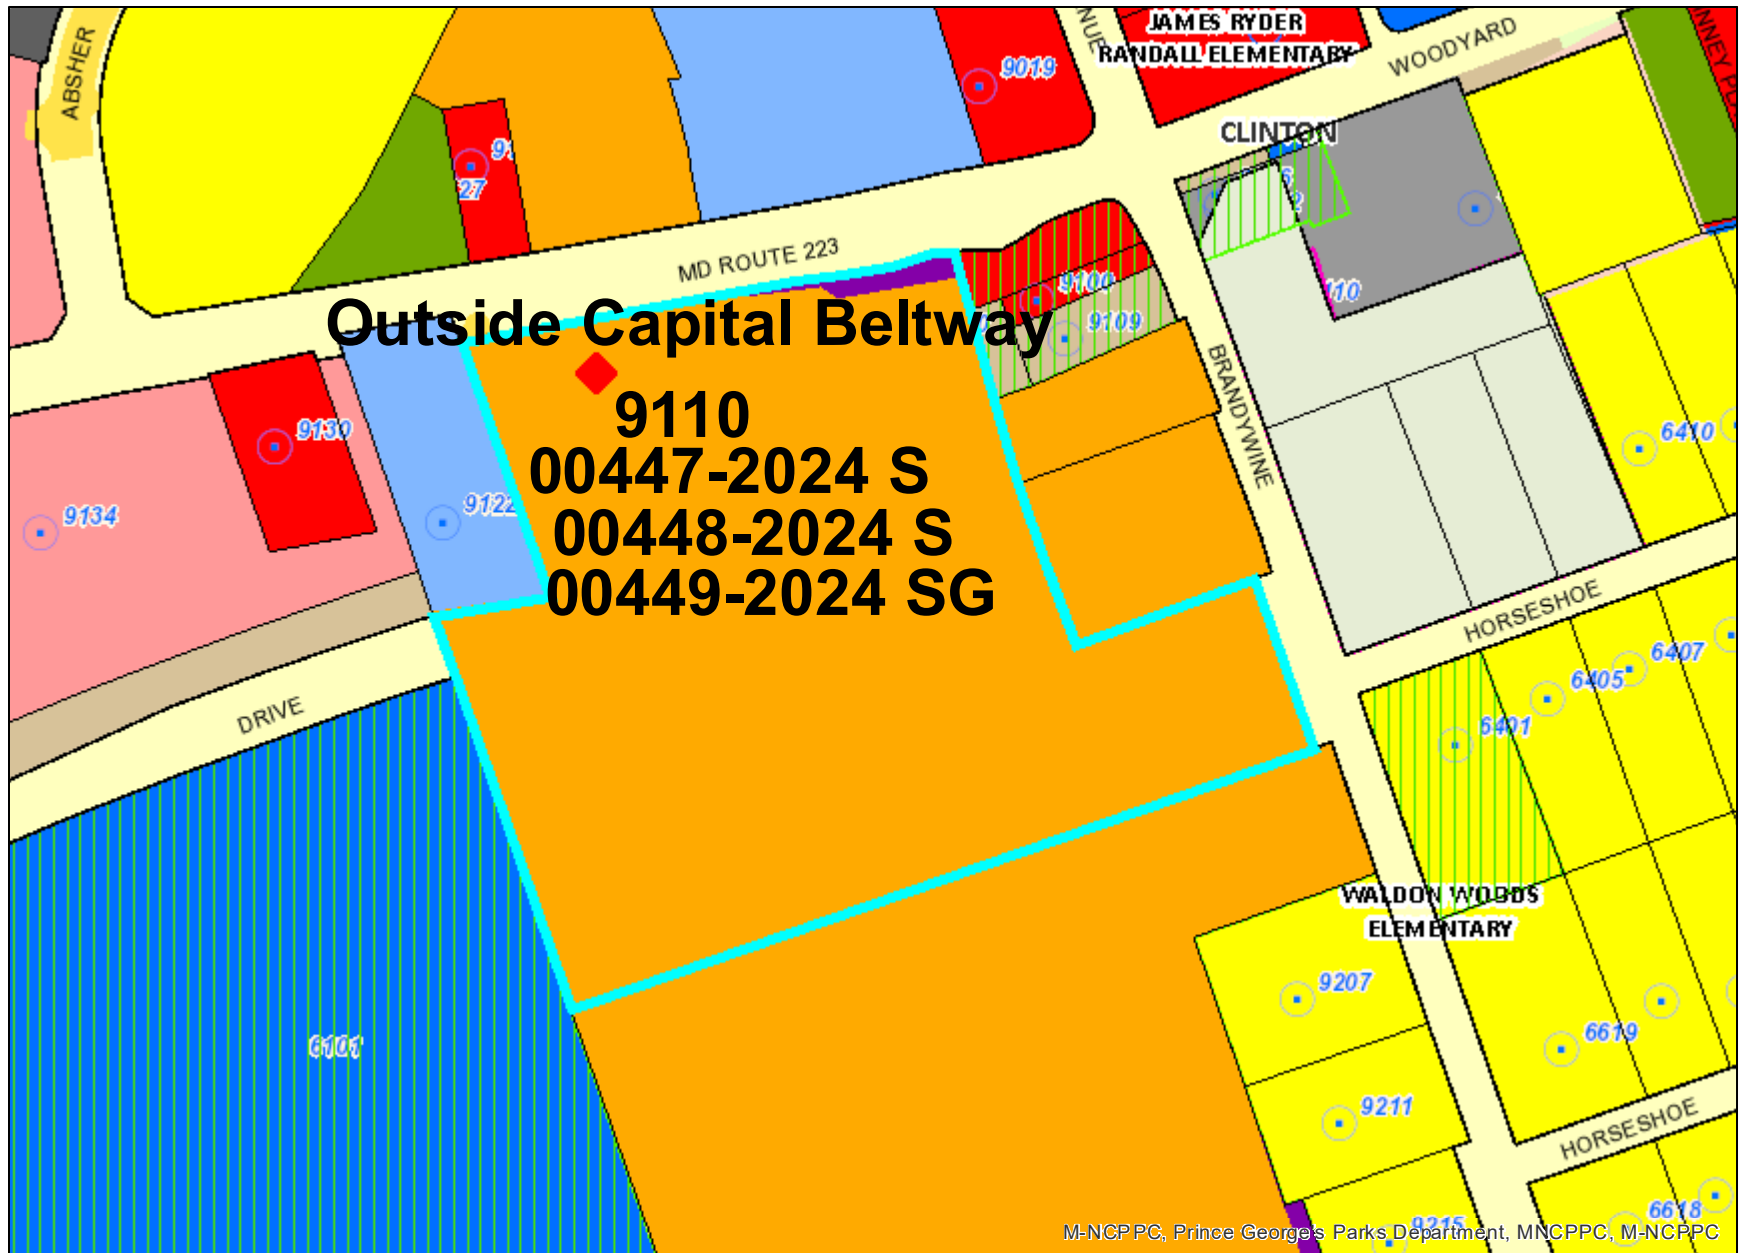 JAMES RYDER
RANDALL ELEMENTARY
WOODYARD
ABSHER
9019
CLINTON
27
MD ROUTE 223
Outside Capital Beltway
9100
9109
9110
BRANDYWINE
9130
9134
9122
00447-2024 S
00448-2024 S
00449-2024 SG
6410
HORSESHOE
6407
6405
6401
DRIVE
WALDON WOODS
ELEMENTARY
9207
6619
6101
9211
HORSESHOE
6618
9215
M-NCPPC, Prince George's Parks Department, MNCPPC, M-NCPPC